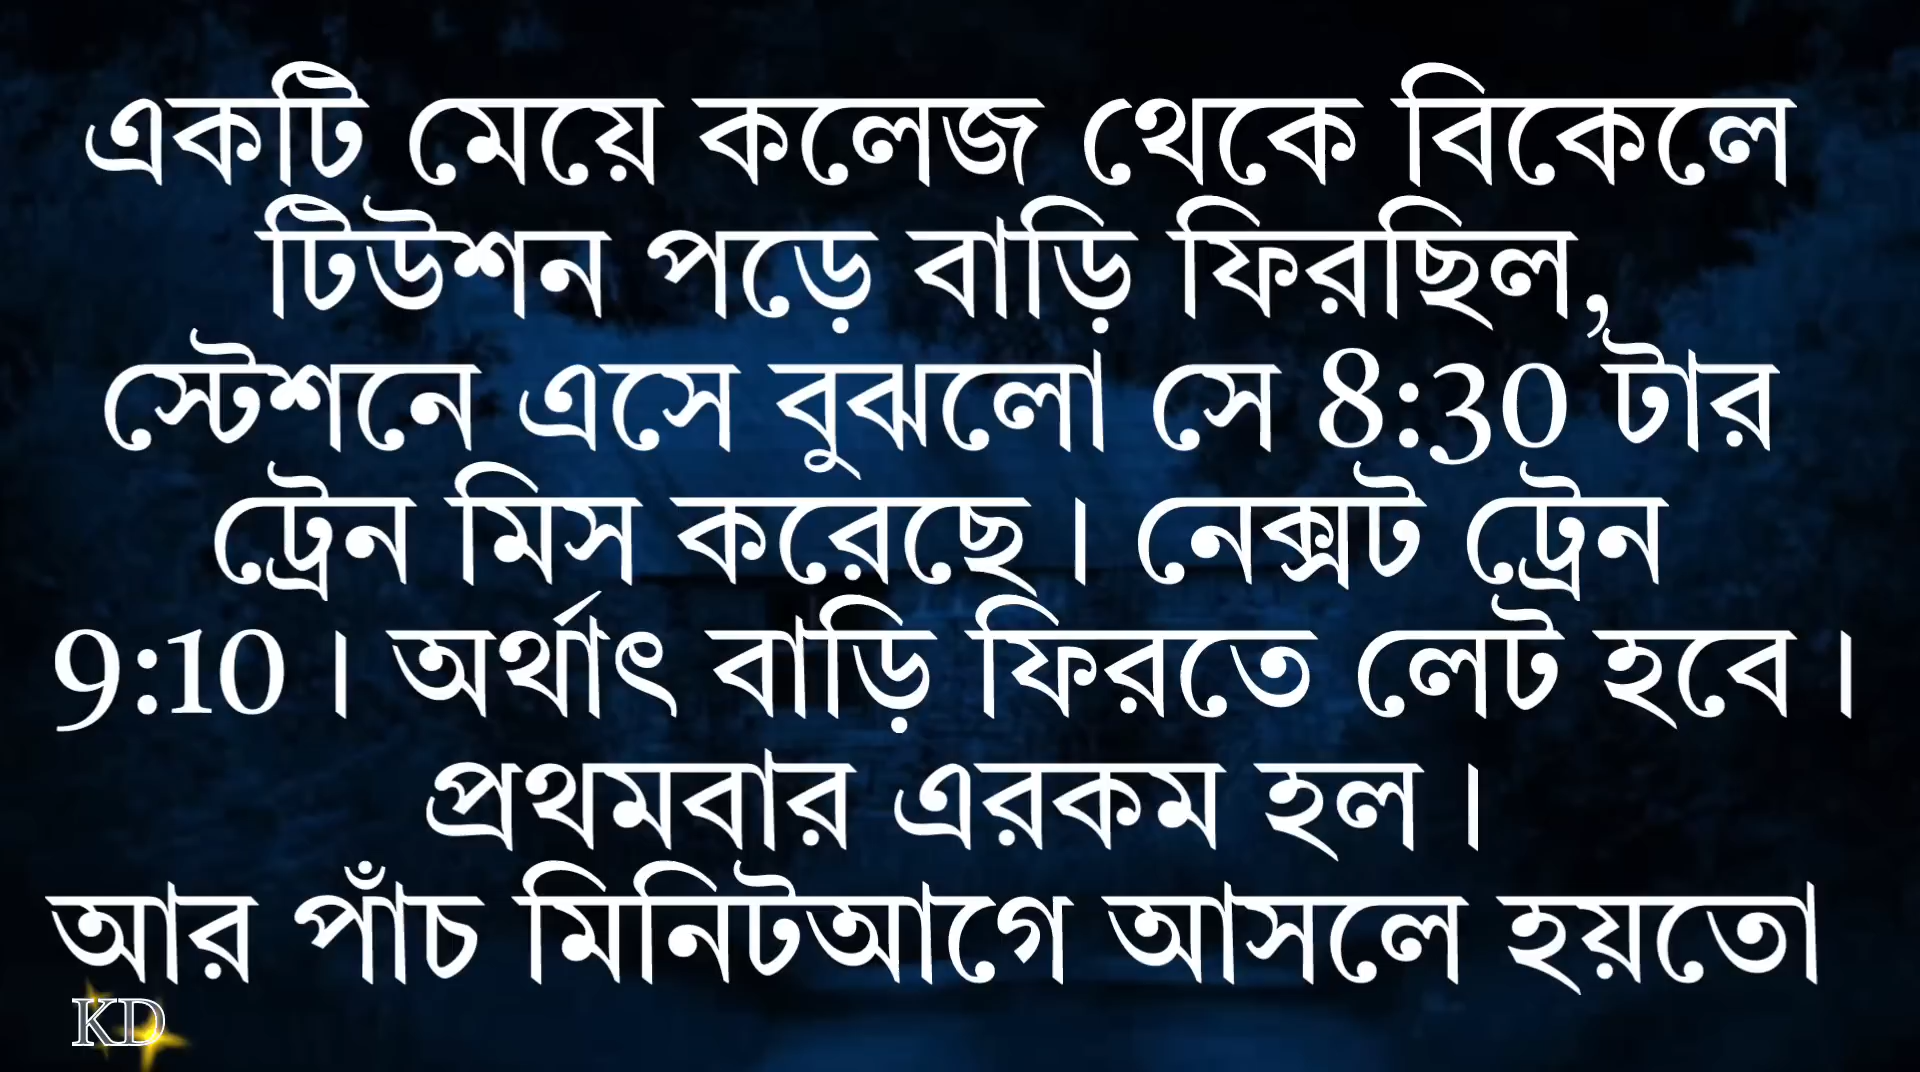 একটি মেয়ে কলেজ থেকে বিকেলে
টিউশন পড়ে বাড়ি ফিরছিল,
স্টেশনে এসে বুঝলো সে 8:30 টার
ট্রেন মিস করেছে। নেক্সট ট্রেন
9:10। অর্থাৎ বাড়ি ফিরতে লেট হবে।
প্রথমবার এরকম হল।
আর পাঁচ মিনিটআগে আসলে হয়তো
KD